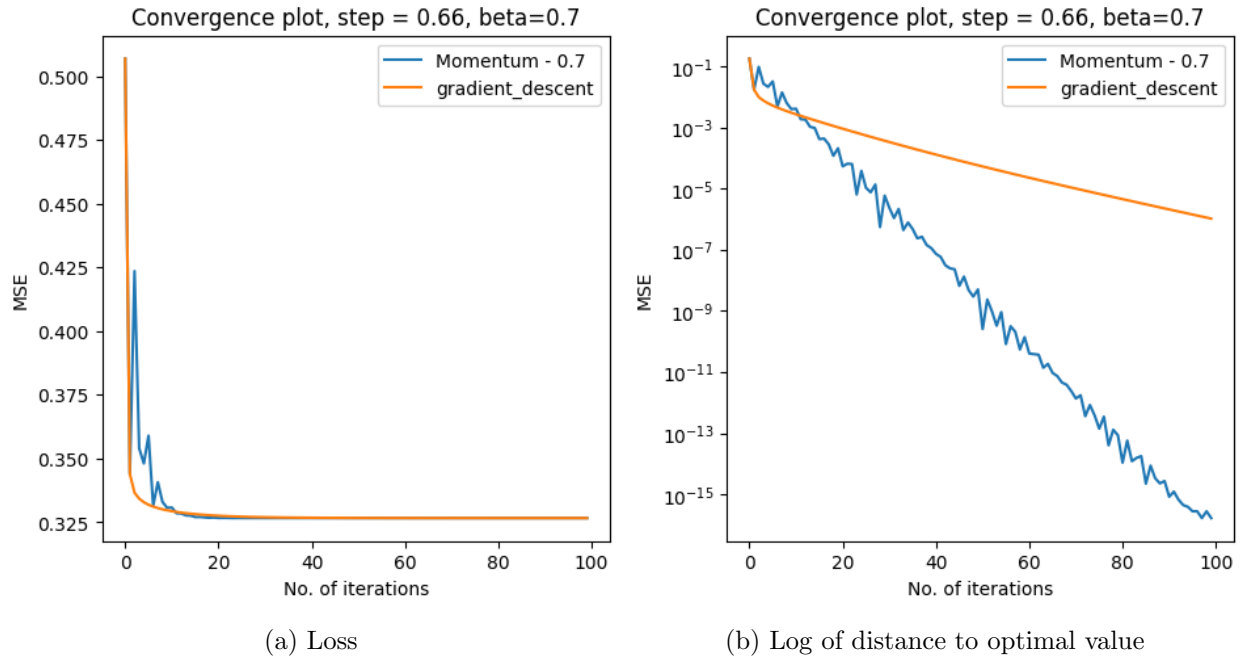 Convergence plot, step = 0.66, beta=0.7
Momentum - 0.7
gradient_descent
MSE
0.500
0.475
0.450
0.425
0.400
0.375
0.350
0.325
0
20
40
60
80
100
No. of iterations
(a) Loss
Convergence plot, step = 0.66, beta=0.7
Momentum - 0.7
gradient_descent
MSE
10⁻¹
10⁻³
10⁻⁵
10⁻⁷
10⁻⁹
10⁻¹¹
10⁻¹³
10⁻¹⁵
0
20
40
60
80
100
No. of iterations
(b) Log of distance to optimal value